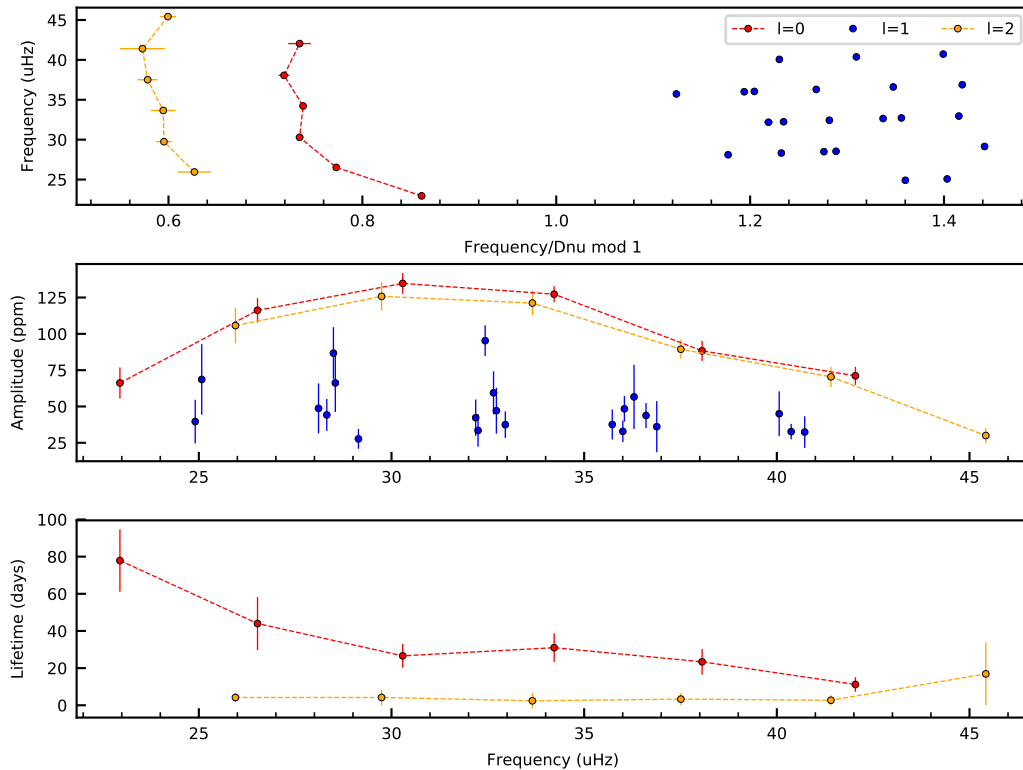 45
40
35
30
25
Frequency (uHz)
l=0 l=1 l=2
0.6 0.8 1.0 1.2 1.4
Frequency/Dnu mod 1
125
100
75
50
25
Amplitude (ppm)
25 30 35 40 45
100
80
60
40
20
0
Lifetime (days)
25 30 35 40 45
Frequency (uHz)